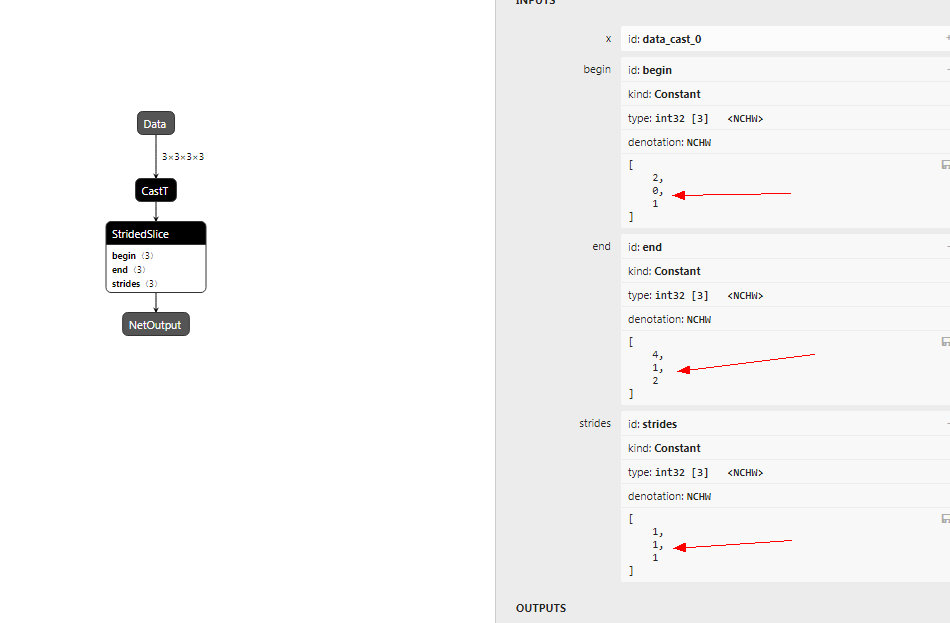 Data
3×3×3×3
CastT
StridedSlice
begin ⟨3⟩
end ⟨3⟩
strides ⟨3⟩
NetOutput
INPUTS
x id: data_cast_0
begin id: begin
kind: Constant
type: int32 [3] <NCHW>
denotation: NCHW
[
2,
0,
1
]
end id: end
kind: Constant
type: int32 [3] <NCHW>
denotation: NCHW
[
4,
1,
2
]
strides id: strides
kind: Constant
type: int32 [3] <NCHW>
denotation: NCHW
[
1,
1,
1
]
OUTPUTS